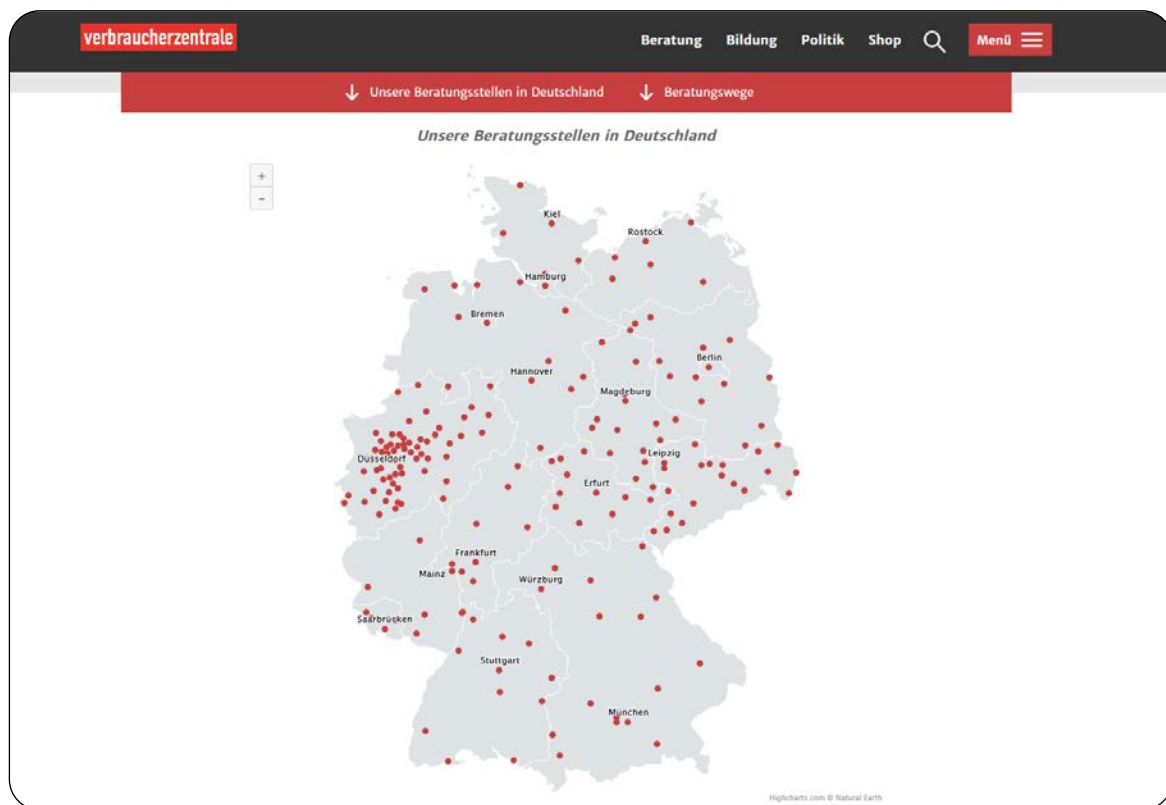 verbraucherzentrale
Beratung Bildung Politik Shop Menü
Unsere Beratungsstellen in Deutschland Beratungswege
Unsere Beratungsstellen in Deutschland
+
−
Kiel
Rostock
Hamburg
Bremen
Berlin
Hannover
Magdeburg
Leipzig
Düsseldorf
Erfurt
Frankfurt
Mainz
Würzburg
Saarbrücken
Stuttgart
München
Highcharts.com © Natural Earth